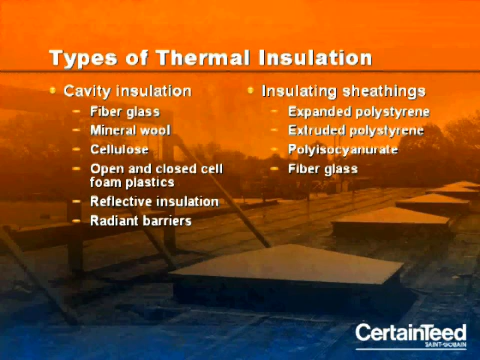 Types of Thermal Insulation
• Cavity insulation
– Fiber glass
– Mineral wool
– Cellulose
– Open and closed cell
foam plastics
– Reflective insulation
– Radiant barriers
• Insulating sheathings
– Expanded polystyrene
– Extruded polystyrene
– Polyisocyanurate
– Fiber glass
CertainTeed
SAINT-GOBAIN